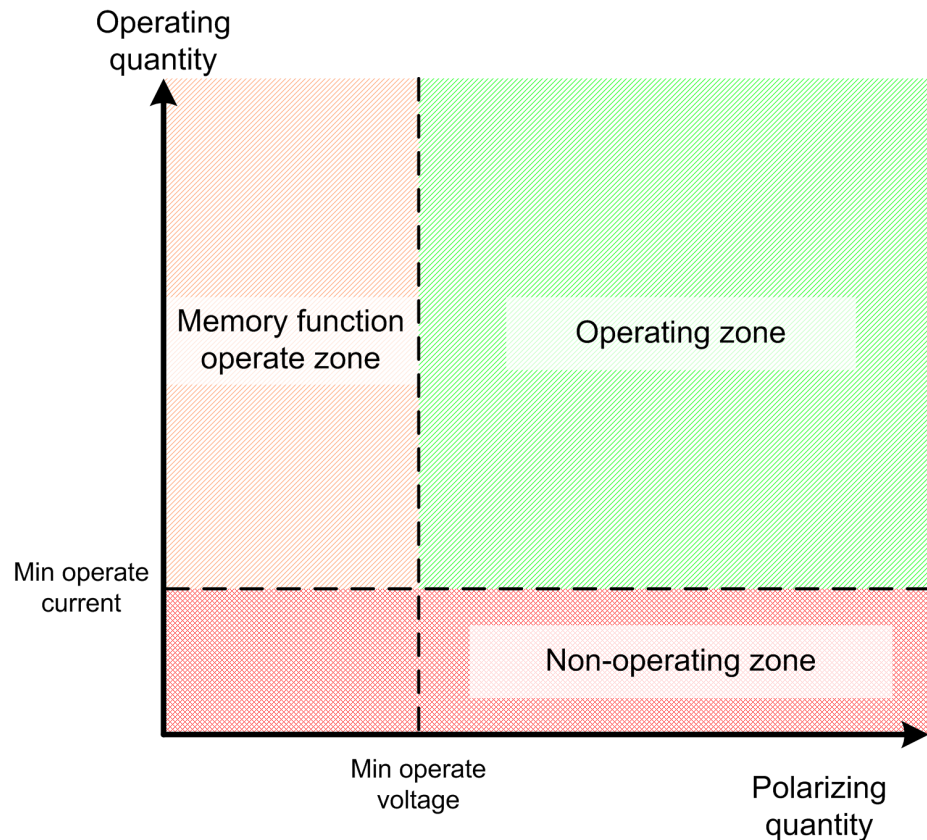 Operating
quantity
Memory function
operate zone
Operating zone
Min operate
current
Non-operating zone
Min operate
voltage
Polarizing
quantity